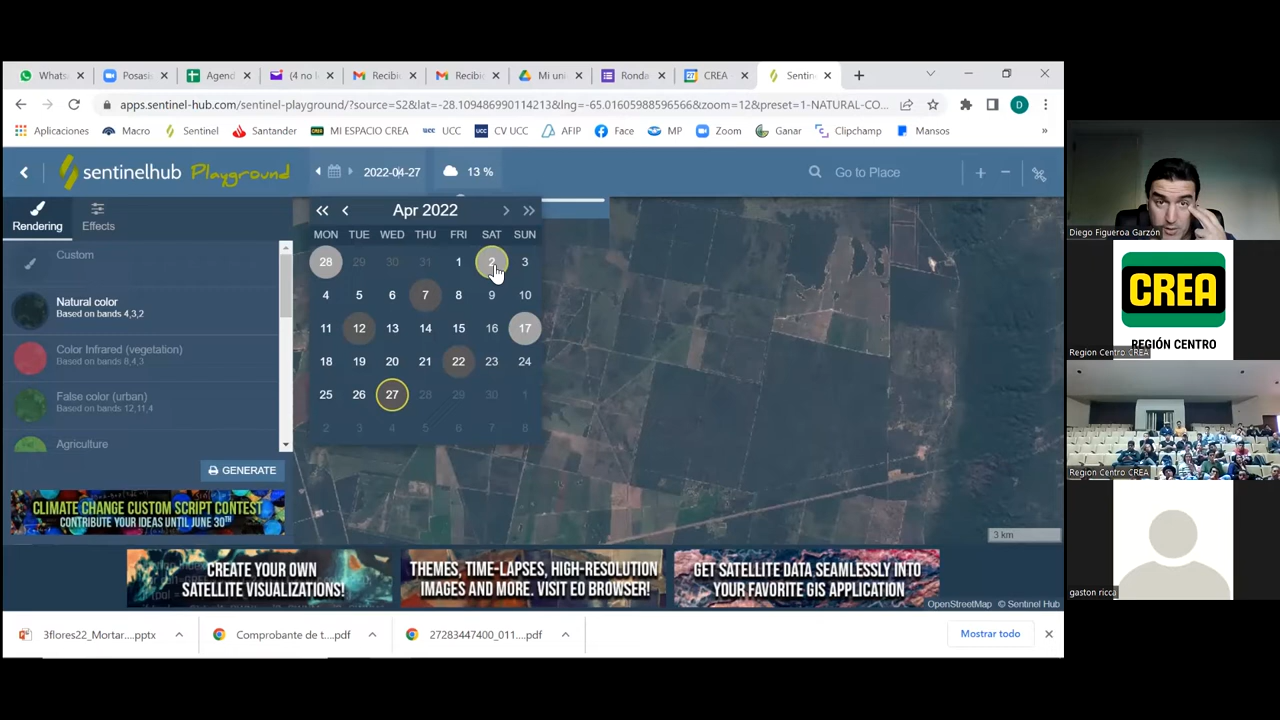 Whats
Posasis
Agend
(4 no l
Recibi
Recibic
Mi uni
Ronda
CREA
Sentin
apps.sentinel-hub.com/sentinel-playground/?source=S2&lat=-28.109486990114213&lng=-65.01605988596566&zoom=12&preset=1-NATURAL-CO...
Aplicaciones
Macro
Sentinel
Santander
MI ESPACIO CREA
UCC
CV UCC
AFIP
Face
MP
Zoom
Ganar
Clipchamp
Mansos
»
sentinelhub Playground
2022-04-27
13 %
Go to Place
Rendering
Effects
Custom
Natural color
Based on bands 4,3,2
Color Infrared (vegetation)
Based on bands 8,4,3
False color (urban)
Based on bands 12,11,4
Agriculture
GENERATE
CLIMATE CHANGE CUSTOM SCRIPT CONTEST
CONTRIBUTE YOUR IDEAS UNTIL JUNE 30TH
Apr 2022
MON TUE WED THU FRI SAT SUN
28 29 30 31 1 2 3
4 5 6 7 8 9 10
11 12 13 14 15 16 17
18 19 20 21 22 23 24
25 26 27 28 29 30 1
2 3 4 5 6 7 8
3 km
CREATE YOUR OWN
SATELLITE VISUALIZATIONS!
THEMES, TIME-LAPSES, HIGH-RESOLUTION
IMAGES AND MORE. VISIT EO BROWSER!
GET SATELLITE DATA SEAMLESSLY INTO
YOUR FAVORITE GIS APPLICATION
OpenStreetMap © Sentinel Hub
3flores22_Mortar....pptx
Comprobante de t....pdf
27283447400_011....pdf
Mostrar todo
Diego Figueroa Garzón
CREA
REGIÓN CENTRO
Region Centro CREA
Region Centro CREA
gaston ricca